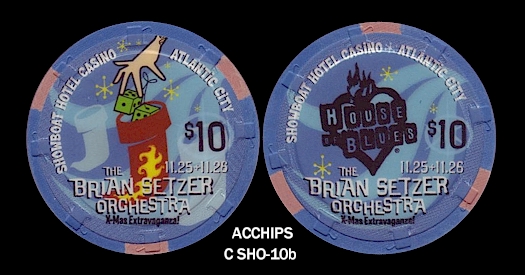 SHOWBOAT HOTEL CASINO ATLANTIC CITY
$10
THE 11.25+11.26
BRIAN SETZER
ORCHESTRA
X-Mas Extravaganza!
SHOWBOAT HOTEL CASINO ATLANTIC CITY
HOUSE
OF BLUES
®
$10
THE 11.25+11.26
BRIAN SETZER
ORCHESTRA
X-Mas Extravaganza!
ACCHIPS
C SHO-10b